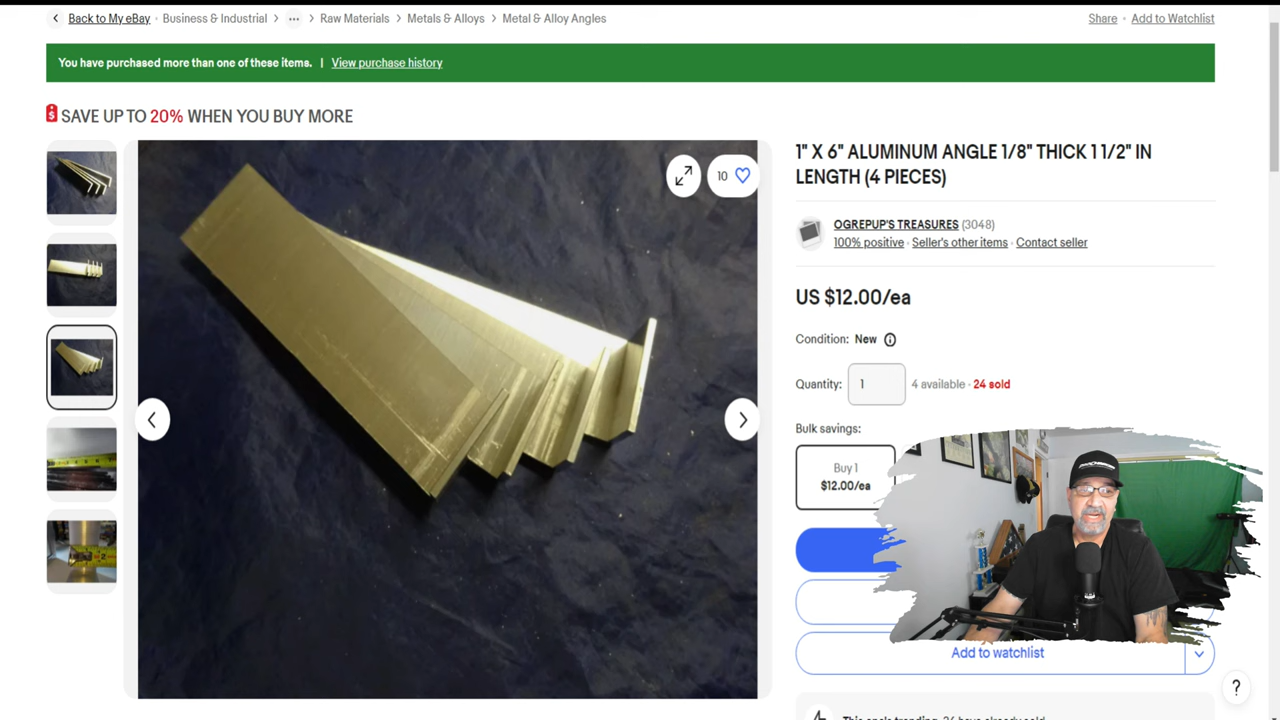 Back to My eBay · Business & Industrial > ... > Raw Materials > Metals & Alloys > Metal & Alloy Angles
Share · Add to Watchlist
You have purchased more than one of these items. | View purchase history
SAVE UP TO 20% WHEN YOU BUY MORE
10
1" X 6" ALUMINUM ANGLE 1/8" THICK 1 1/2" IN
LENGTH (4 PIECES)
OGREPUP'S TREASURES (3048)
100% positive · Seller's other items · Contact seller
US $12.00/ea
Condition: New
Quantity: 1 4 available · 24 sold
Bulk savings:
Buy 1
$12.00/ea
Add to watchlist
?